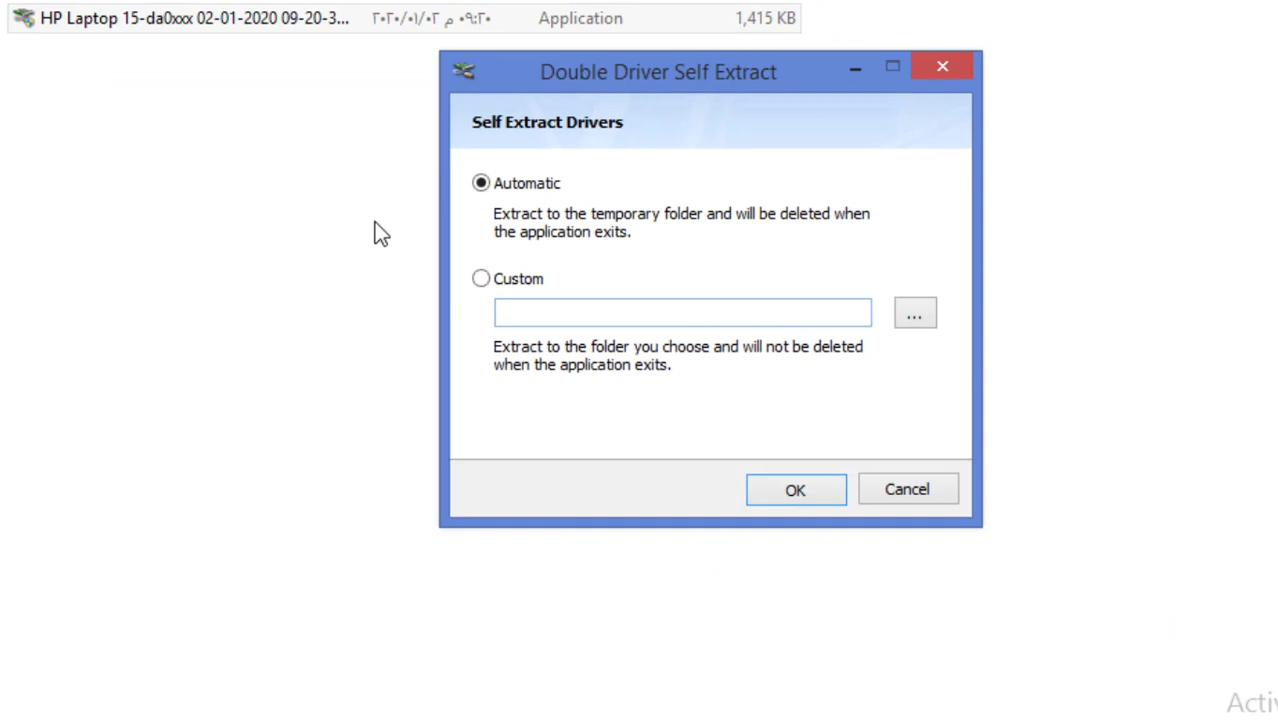 HP Laptop 15-da0xxx 02-01-2020 09-20-3... ٠٩:٢٠ م ٢٠٢٠/٠١/٠٢ Application 1,415 KB
Double Driver Self Extract
Self Extract Drivers
Automatic
Extract to the temporary folder and will be deleted when
the application exits.
Custom
...
Extract to the folder you choose and will not be deleted
when the application exits.
OK Cancel